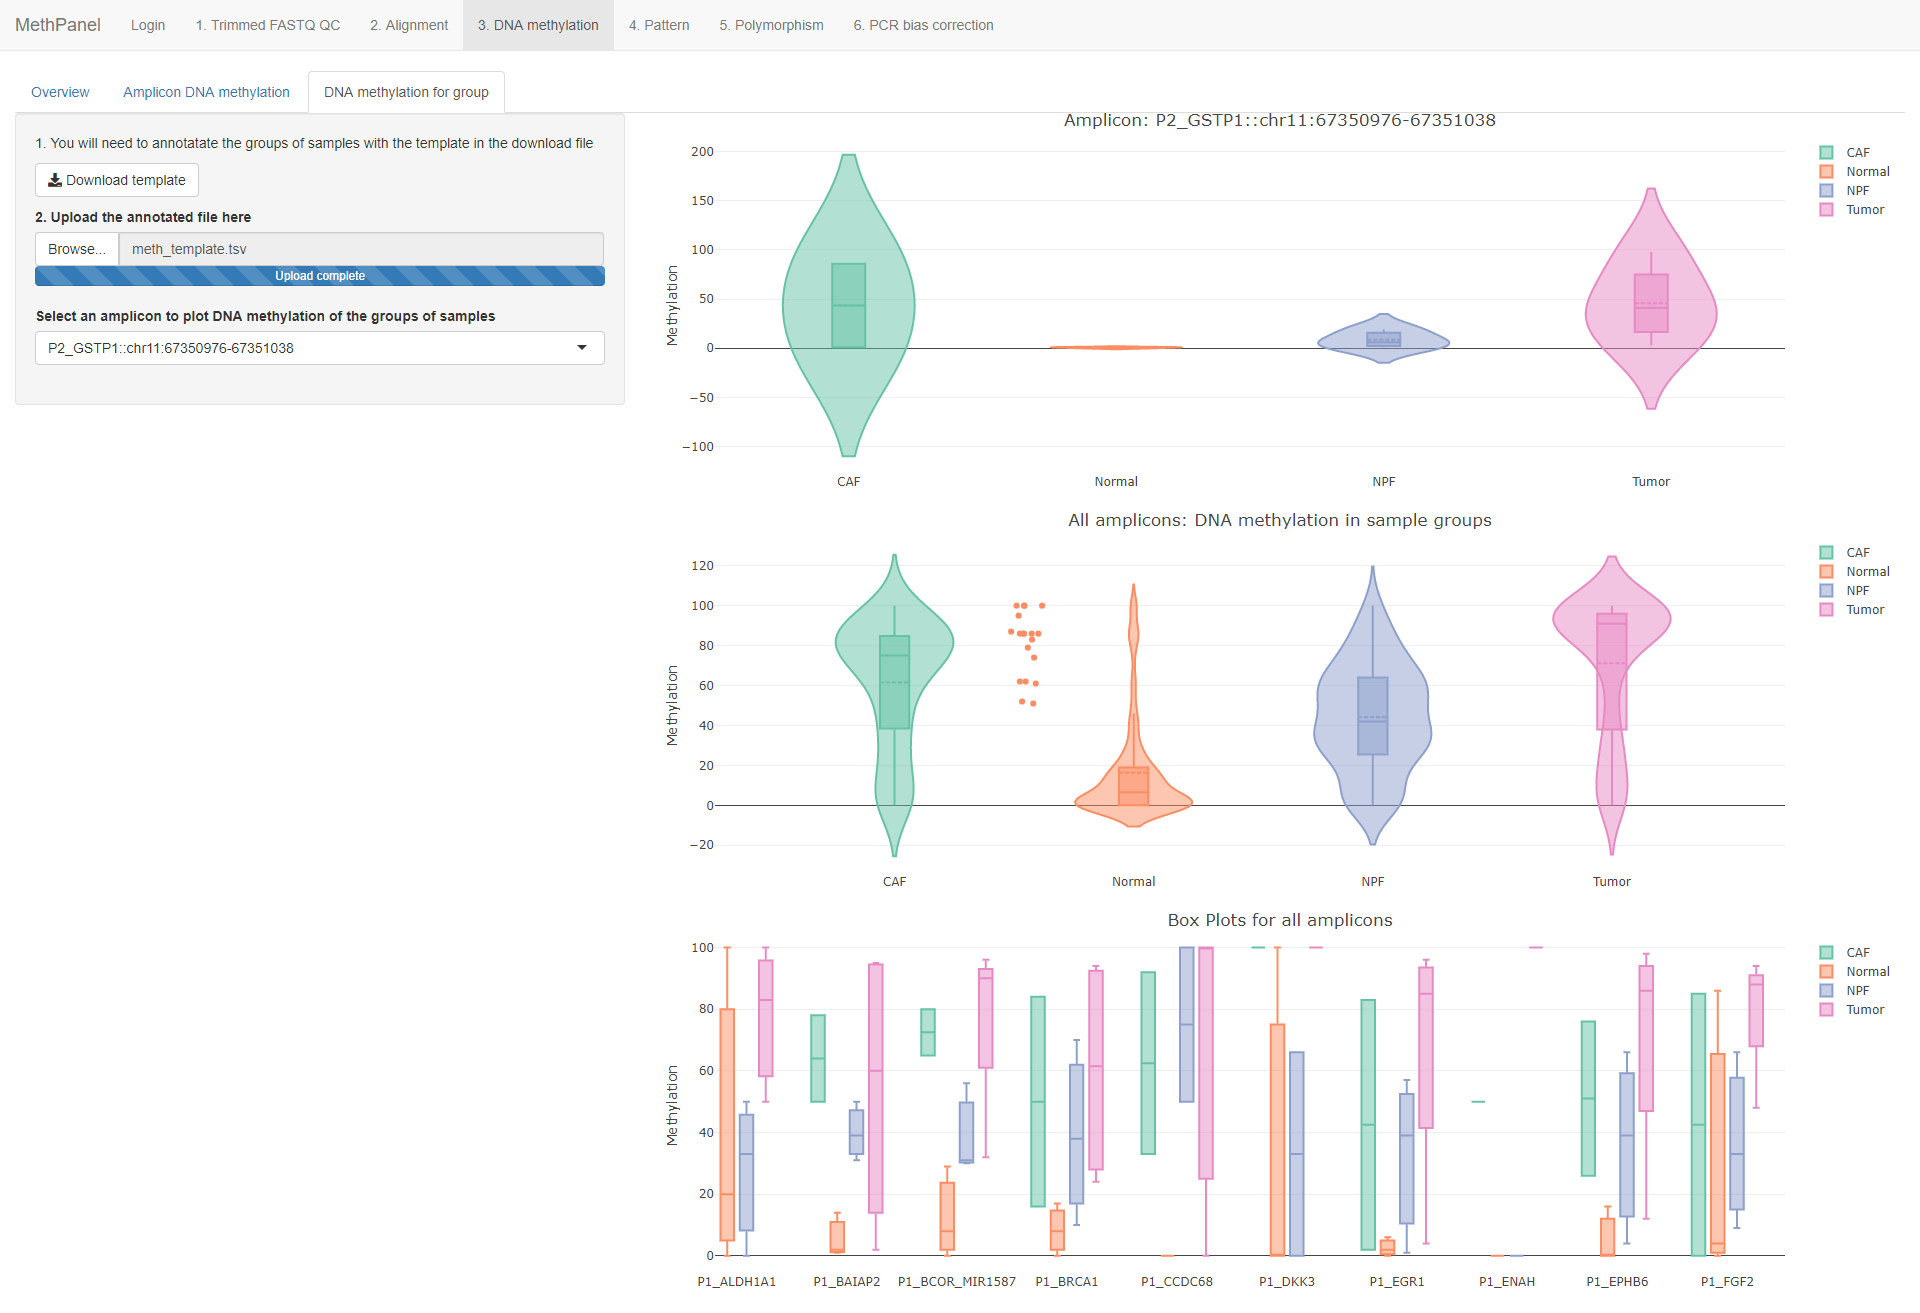 MethPanel Login 1. Trimmed FASTQ QC 2. Alignment 3. DNA methylation 4. Pattern 5. Polymorphism 6. PCR bias correction
Overview Amplicon DNA methylation DNA methylation for group
1. You will need to annotatate the groups of samples with the template in the download file
Download template
2. Upload the annotated file here
Browse... meth_template.tsv
Upload complete
Select an amplicon to plot DNA methylation of the groups of samples
P2_GSTP1::chr11:67350976-67351038
Amplicon: P2_GSTP1::chr11:67350976-67351038
200
150
100
50
0
−50
−100
Methylation
CAF Normal NPF Tumor
CAF
Normal
NPF
Tumor
All amplicons: DNA methylation in sample groups
120
100
80
60
40
20
0
−20
Methylation
CAF Normal NPF Tumor
CAF
Normal
NPF
Tumor
Box Plots for all amplicons
100
80
60
40
20
0
Methylation
P1_ALDH1A1 P1_BAIAP2 P1_BCOR_MIR1587 P1_BRCA1 P1_CCDC68 P1_DKK3 P1_EGR1 P1_ENAH P1_EPHB6 P1_FGF2
CAF
Normal
NPF
Tumor